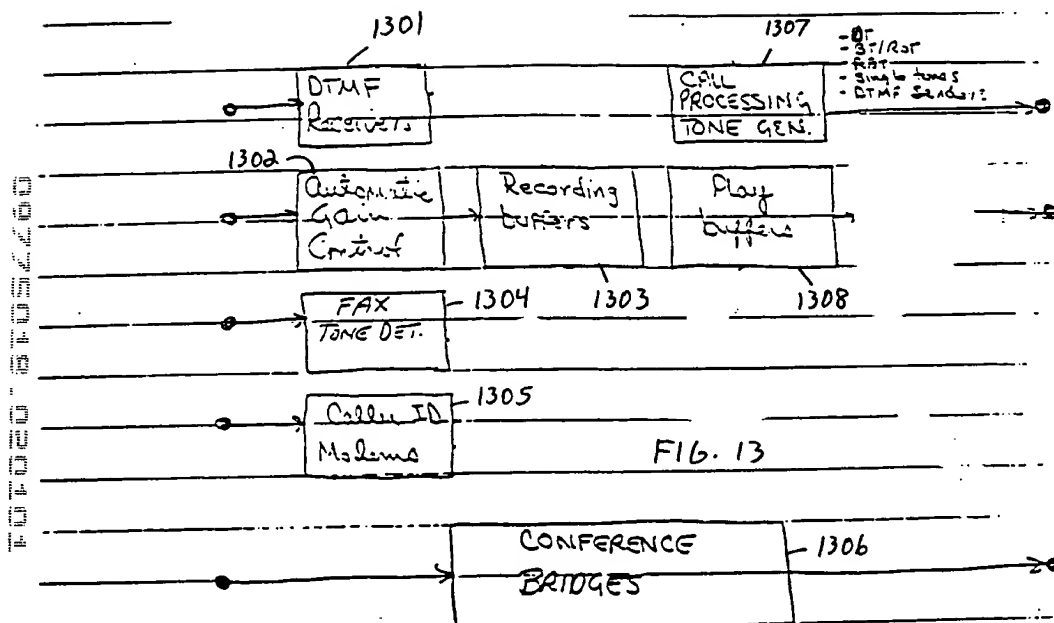 1301
DTMF
Receivers
1307
CALL
PROCESSING
TONE GEN.
- DT
- BT/ROT
- RBT
- Single tones
- DTMF Senders
1302
Automatic
Gain
Control
Recording
buffers
1303
Play
buffers
1308
FAX
TONE DET.
1304
Caller ID
Modems
1305
FIG. 13
CONFERENCE
BRIDGES
1306